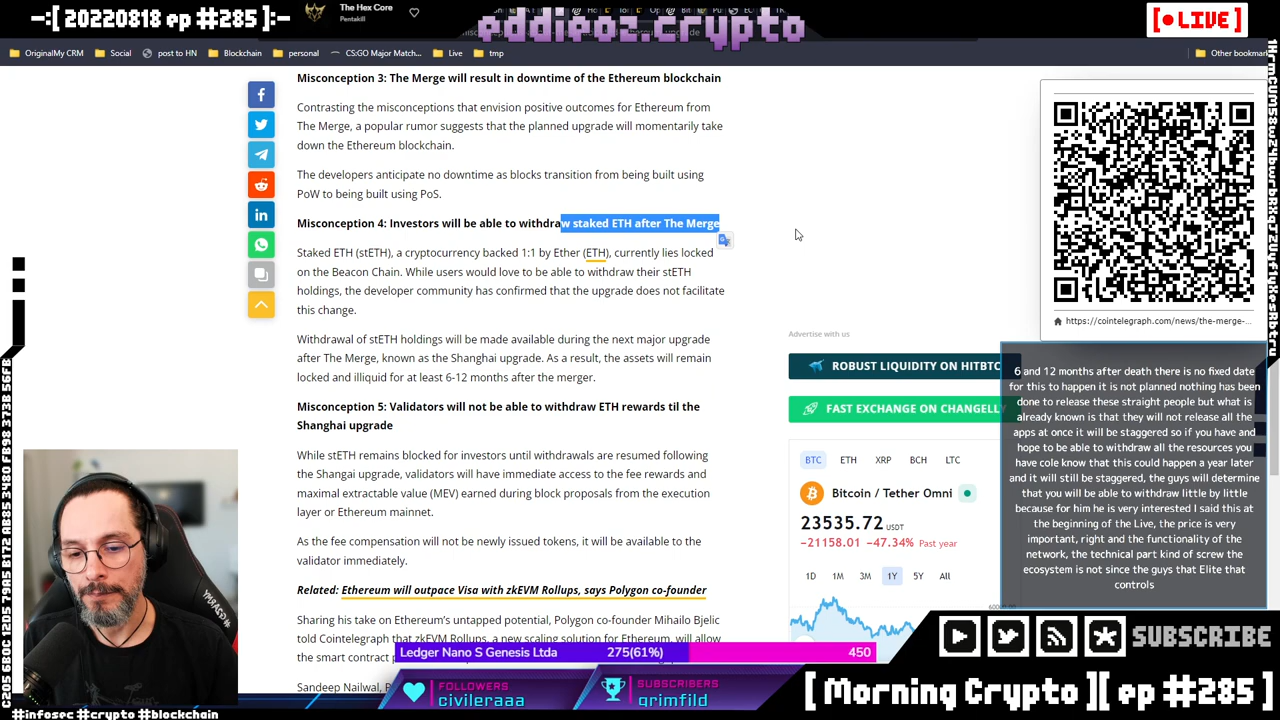 -:[ 20220818 ep #285 ]:-
The Hex Core
Pentakill
eddieoz.crypto
[ LIVE ]
OriginalMy CRM
Social
post to HN
Blockchain
personal
CS:GO Major Match...
Live
tmp
Other bookmar
Misconception 3: The Merge will result in downtime of the Ethereum blockchain
Contrasting the misconceptions that envision positive outcomes for Ethereum from
The Merge, a popular rumor suggests that the planned upgrade will momentarily take
down the Ethereum blockchain.
The developers anticipate no downtime as blocks transition from being built using
PoW to being built using PoS.
Misconception 4: Investors will be able to withdraw staked ETH after The Merge
Staked ETH (stETH), a cryptocurrency backed 1:1 by Ether (ETH), currently lies locked
on the Beacon Chain. While users would love to be able to withdraw their stETH
holdings, the developer community has confirmed that the upgrade does not facilitate
this change.
Withdrawal of stETH holdings will be made available during the next major upgrade
after The Merge, known as the Shanghai upgrade. As a result, the assets will remain
locked and illiquid for at least 6-12 months after the merger.
Misconception 5: Validators will not be able to withdraw ETH rewards til the
Shanghai upgrade
While stETH remains blocked for investors until withdrawals are resumed following
the Shangai upgrade, validators will have immediate access to the fee rewards and
maximal extractable value (MEV) earned during block proposals from the execution
layer or Ethereum mainnet.
As the fee compensation will not be newly issued tokens, it will be available to the
validator immediately.
Related: Ethereum will outpace Visa with zkEVM Rollups, says Polygon co-founder
Sharing his take on Ethereum's untapped potential, Polygon co-founder Mihailo Bjelic
told Cointelegraph that zkEVM Rollups, a new scaling solution for Ethereum, will allow
the smart contract p
Sandeep Nailwal, P
https://cointelegraph.com/news/the-merge-...
Advertise with us
ROBUST LIQUIDITY ON HITBTC
FAST EXCHANGE ON CHANGELLY
BTC
ETH
XRP
BCH
LTC
Bitcoin / Tether Omni
23535.72 USDT
−21158.01 −47.34% Past year
1D
1M
3M
1Y
5Y
All
6 and 12 months after death there is no fixed date
for this to happen it is not planned nothing has been
done to release these straight people but what is
already known is that they will not release all the
apps at once it will be staggered so if you have and
hope to be able to withdraw all the resources you
have cole know that this could happen a year later
and it will still be staggered, the guys will determine
that you will be able to withdraw little by little
because for him he is very interested I said this at
the beginning of the Live, the price is very
important, right and the functionality of the
network, the technical part kind of screw the
ecosystem is not since the guys that Elite that
controls
Ledger Nano S Genesis Ltda
275(61%)
450
FOLLOWERS
civileraaa
SUBSCRIBERS
grimfild
SUBSCRIBE
[ Morning Crypto ][ ep #285 ]
#infosec #crypto #blockchain